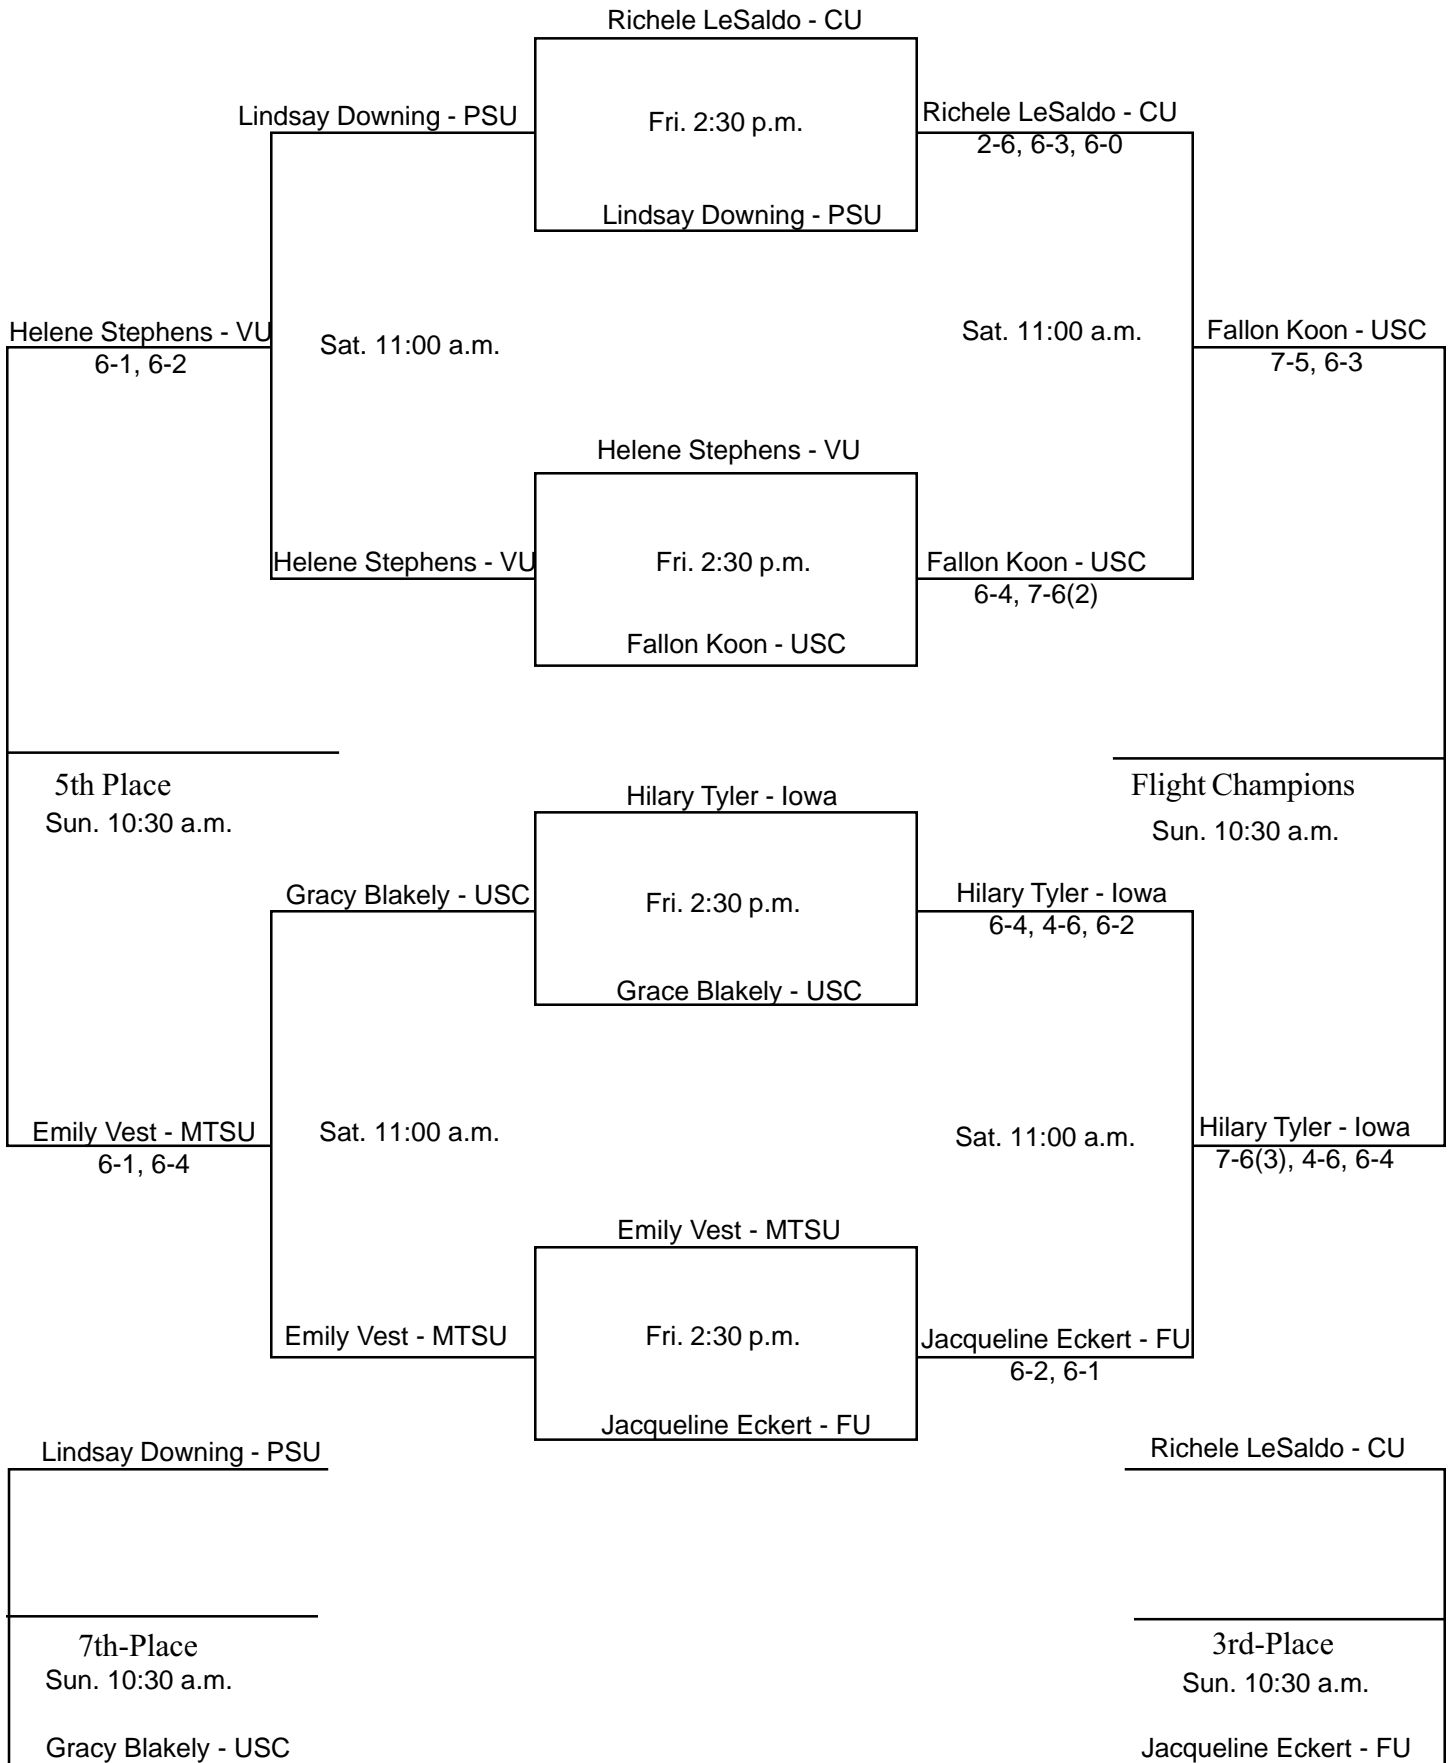 Richele LeSaldo - CU
Lindsay Downing - PSU
Fri. 2:30 p.m.
Richele LeSaldo - CU
2-6, 6-3, 6-0
Lindsay Downing - PSU
Helene Stephens - VU
6-1, 6-2
Sat. 11:00 a.m.
Sat. 11:00 a.m.
Fallon Koon - USC
7-5, 6-3
Helene Stephens - VU
Helene Stephens - VU
Fri. 2:30 p.m.
Fallon Koon - USC
6-4, 7-6(2)
Fallon Koon - USC
5th Place
Sun. 10:30 a.m.
Hilary Tyler - Iowa
Flight Champions
Sun. 10:30 a.m.
Gracy Blakely - USC
Fri. 2:30 p.m.
Hilary Tyler - Iowa
6-4, 4-6, 6-2
Grace Blakely - USC
Emily Vest - MTSU
6-1, 6-4
Sat. 11:00 a.m.
Sat. 11:00 a.m.
Hilary Tyler - Iowa
7-6(3), 4-6, 6-4
Emily Vest - MTSU
Emily Vest - MTSU
Fri. 2:30 p.m.
Jacqueline Eckert - FU
6-2, 6-1
Jacqueline Eckert - FU
Lindsay Downing - PSU
Richele LeSaldo - CU
7th-Place
Sun. 10:30 a.m.
3rd-Place
Sun. 10:30 a.m.
Gracy Blakely - USC
Jacqueline Eckert - FU